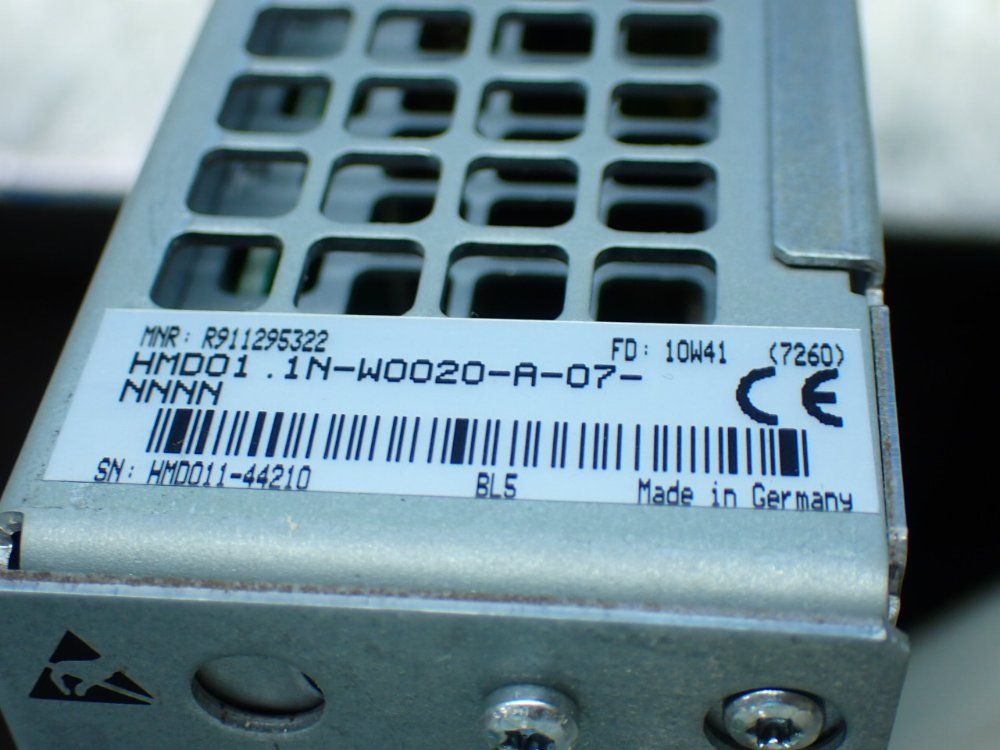 MNR: R911295322
FD: 10W41 (7260)
HMD01.1N-W0020-A-07-
NNNN
CE
SN: HMD011-44210 BL5 Made in Germany